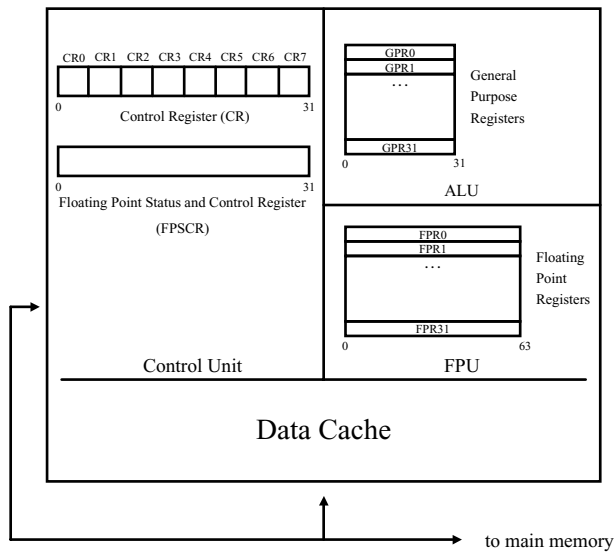 CR0 CR1 CR2 CR3 CR4 CR5 CR6 CR7
0 31
Control Register (CR)
0 31
Floating Point Status and Control Register
(FPSCR)
Control Unit
GPR0
GPR1
...
GPR31
0 31
General
Purpose
Registers
ALU
FPR0
FPR1
...
FPR31
0 63
Floating
Point
Registers
FPU
Data Cache
to main memory